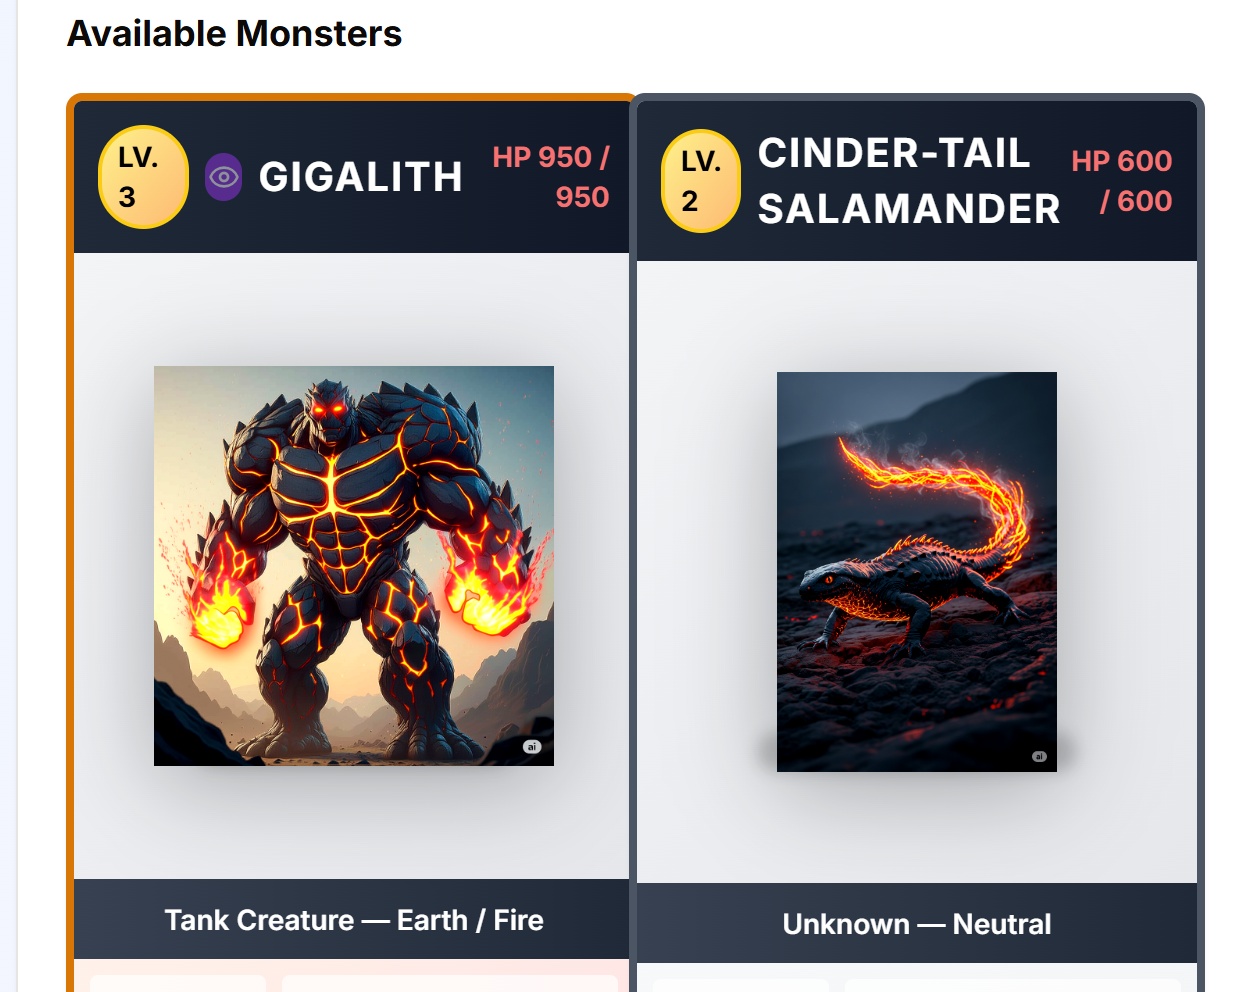 Available Monsters
LV.
3
GIGALITH
HP 950 /
950
ai
Tank Creature — Earth / Fire
LV.
2
CINDER-TAIL
SALAMANDER
HP 600
/ 600
ai
Unknown — Neutral